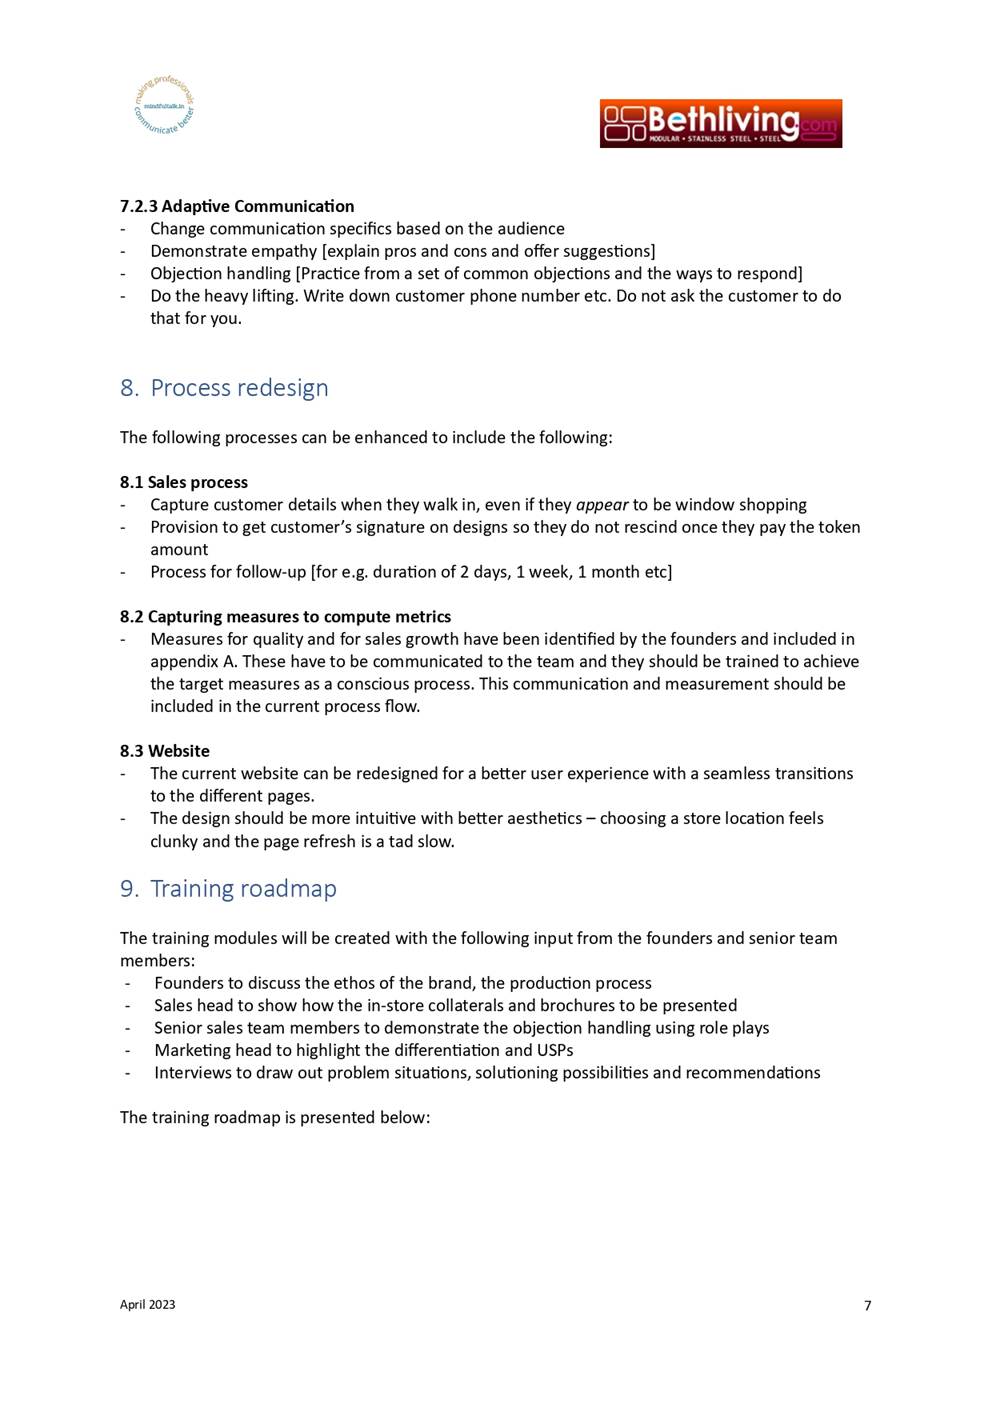 making professionals
mindfultalk.in
communicate better
Bethliving.com
MODULAR • STAINLESS STEEL • STEEL
7.2.3 Adaptive Communication
- Change communication specifics based on the audience
- Demonstrate empathy [explain pros and cons and offer suggestions]
- Objection handling [Practice from a set of common objections and the ways to respond]
- Do the heavy lifting. Write down customer phone number etc. Do not ask the customer to do
that for you.
8. Process redesign
The following processes can be enhanced to include the following:
8.1 Sales process
- Capture customer details when they walk in, even if they appear to be window shopping
- Provision to get customer’s signature on designs so they do not rescind once they pay the token
amount
- Process for follow-up [for e.g. duration of 2 days, 1 week, 1 month etc]
8.2 Capturing measures to compute metrics
- Measures for quality and for sales growth have been identified by the founders and included in
appendix A. These have to be communicated to the team and they should be trained to achieve
the target measures as a conscious process. This communication and measurement should be
included in the current process flow.
8.3 Website
- The current website can be redesigned for a better user experience with a seamless transitions
to the different pages.
- The design should be more intuitive with better aesthetics – choosing a store location feels
clunky and the page refresh is a tad slow.
9. Training roadmap
The training modules will be created with the following input from the founders and senior team
members:
- Founders to discuss the ethos of the brand, the production process
- Sales head to show how the in-store collaterals and brochures to be presented
- Senior sales team members to demonstrate the objection handling using role plays
- Marketing head to highlight the differentiation and USPs
- Interviews to draw out problem situations, solutioning possibilities and recommendations
The training roadmap is presented below:
April 2023
7